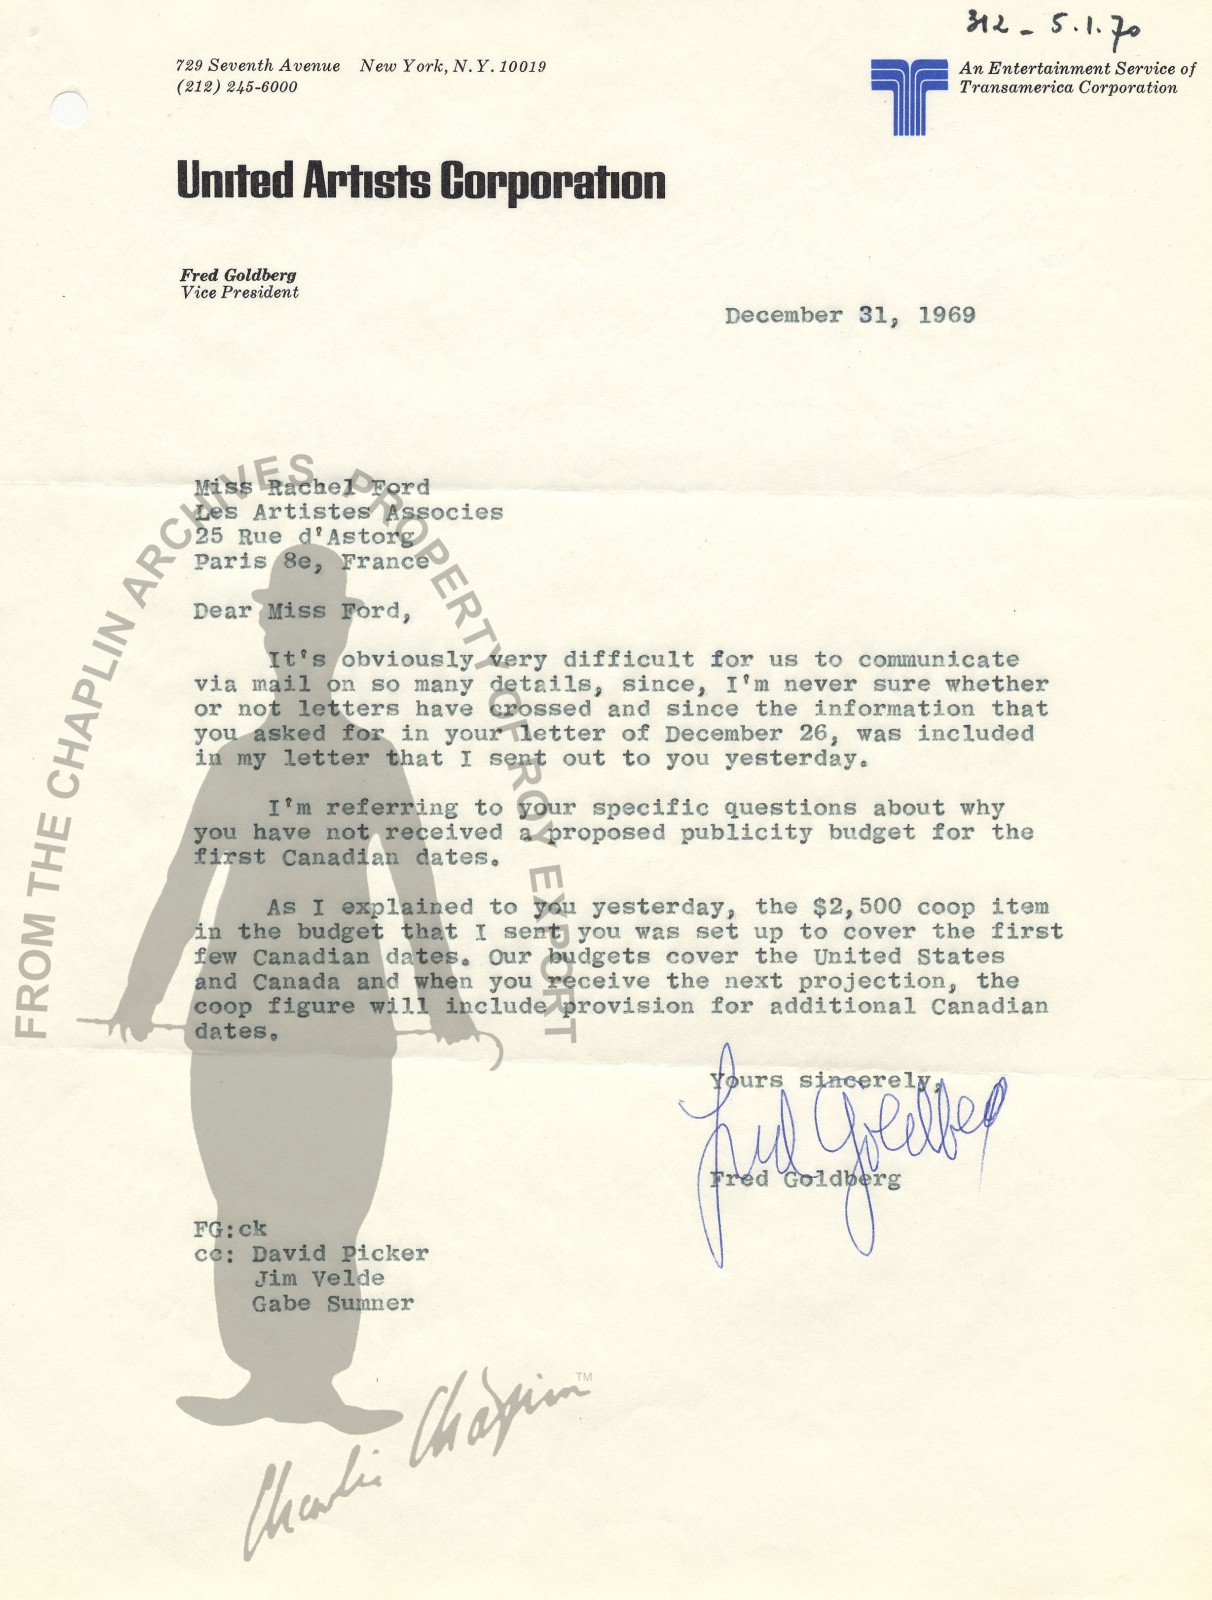 312 - 5.1.70
729 Seventh Avenue New York, N.Y. 10019
(212) 245-6000
An Entertainment Service of
Transamerica Corporation
United Artists Corporation
Fred Goldberg
Vice President
December 31, 1969
Miss Rachel Ford
Les Artistes Associes
25 Rue d'Astorg
Paris 8e, France
Dear Miss Ford,
It's obviously very difficult for us to communicate
via mail on so many details, since, I'm never sure whether
or not letters have crossed and since the information that
you asked for in your letter of December 26, was included
in my letter that I sent out to you yesterday.
I'm referring to your specific questions about why
you have not received a proposed publicity budget for the
first Canadian dates.
As I explained to you yesterday, the $2,500 coop item
in the budget that I sent you was set up to cover the first
few Canadian dates. Our budgets cover the United States
and Canada and when you receive the next projection, the
coop figure will include provision for additional Canadian
dates.
Yours sincerely,
Fred Goldberg
Fred Goldberg
FG:ck
cc: David Picker
Jim Velde
Gabe Sumner
FROM THE CHAPLIN ARCHIVES PROPERTY OF ROY EXPORT
Charlie Chaplin TM